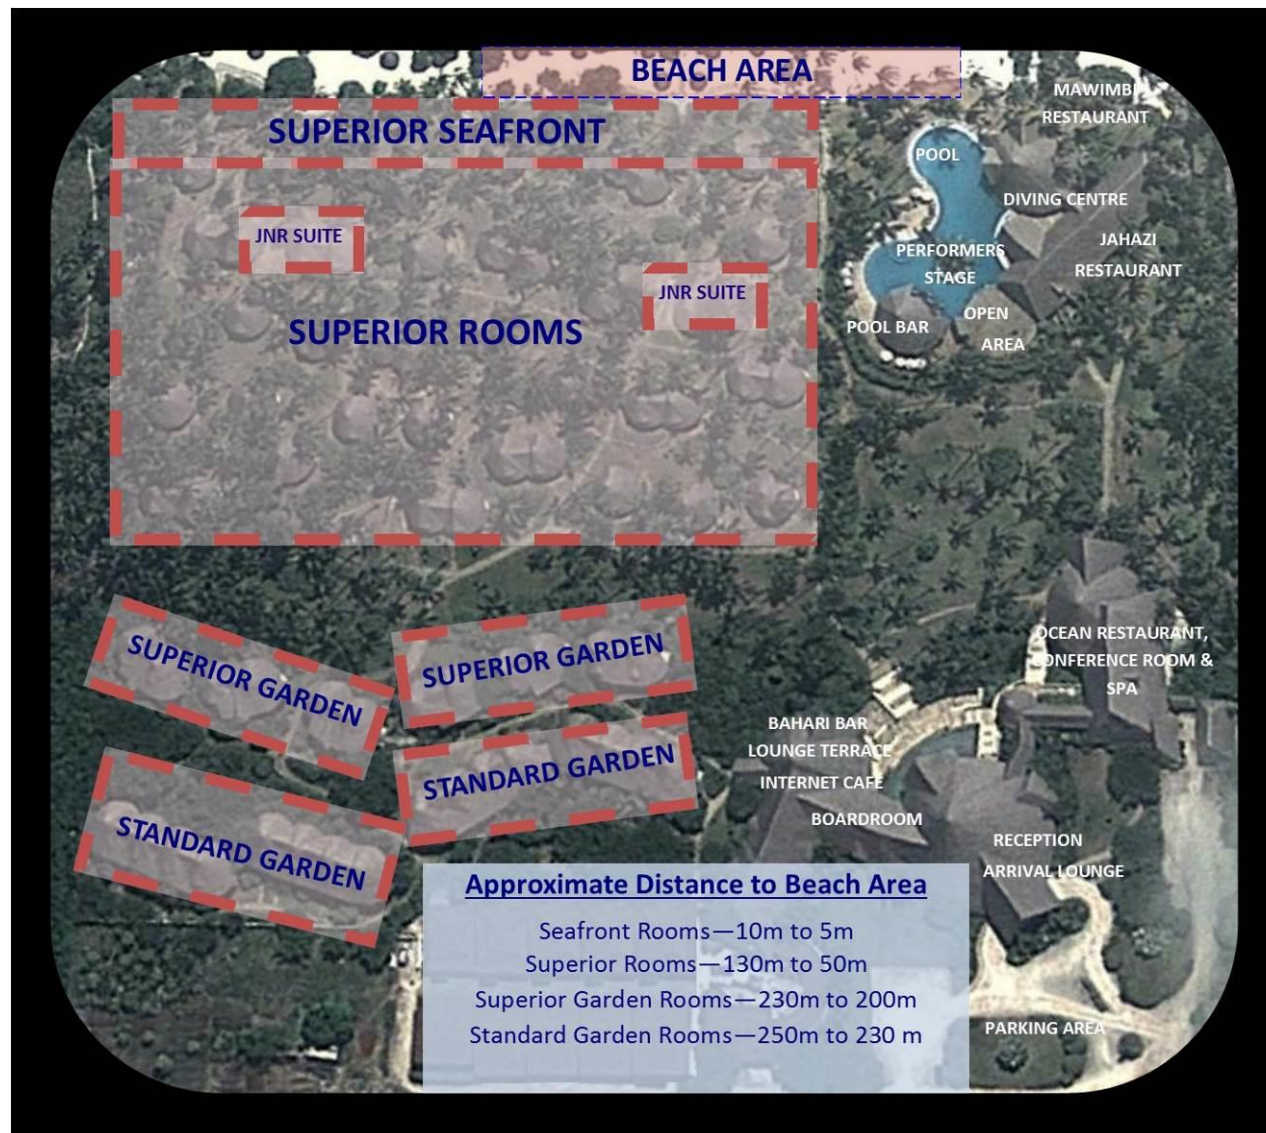 BEACH AREA
SUPERIOR SEAFRONT
MAWIMBI
RESTAURANT
POOL
DIVING CENTRE
JNR SUITE
JAHAZI
RESTAURANT
PERFORMERS
STAGE
JNR SUITE
SUPERIOR ROOMS
OPEN
AREA
POOL BAR
SUPERIOR GARDEN
SUPERIOR GARDEN
OCEAN RESTAURANT,
CONFERENCE ROOM &
SPA
STANDARD GARDEN
STANDARD GARDEN
BAHARI BAR
LOUNGE TERRACE
INTERNET CAFE
BOARDROOM
RECEPTION
ARRIVAL LOUNGE
Approximate Distance to Beach Area
Seafront Rooms—10m to 5m
Superior Rooms—130m to 50m
Superior Garden Rooms—230m to 200m
Standard Garden Rooms—250m to 230 m
PARKING AREA